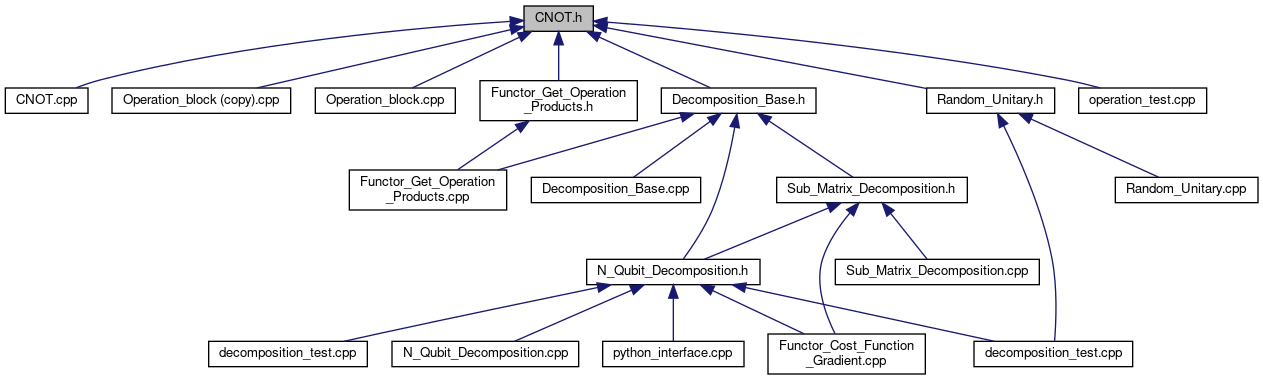 CNOT.h
CNOT.cpp
Operation_block (copy).cpp
Operation_block.cpp
Functor_Get_Operation
_Products.h
Decomposition_Base.h
Random_Unitary.h
operation_test.cpp
Functor_Get_Operation
_Products.cpp
Decomposition_Base.cpp
Sub_Matrix_Decomposition.h
Random_Unitary.cpp
N_Qubit_Decomposition.h
Sub_Matrix_Decomposition.cpp
decomposition_test.cpp
N_Qubit_Decomposition.cpp
python_interface.cpp
Functor_Cost_Function
_Gradient.cpp
decomposition_test.cpp